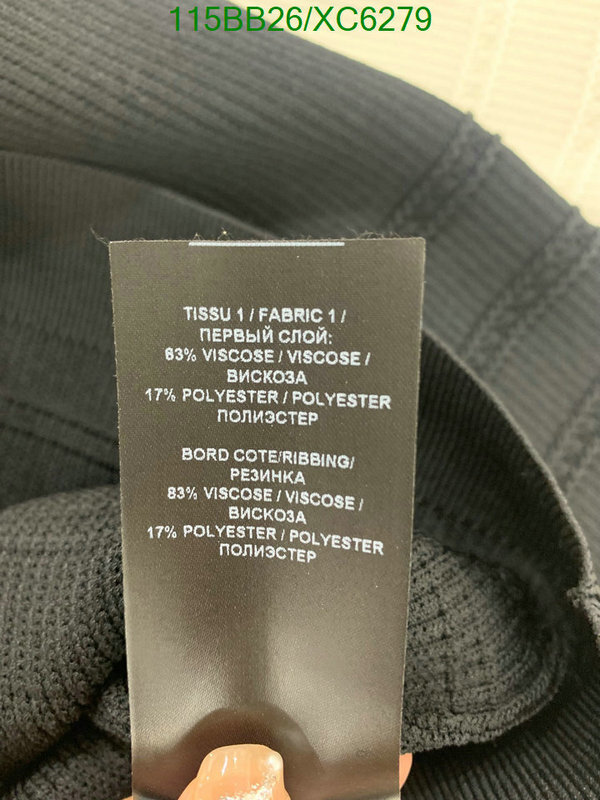 115BB26/XC6279
TISSU 1 / FABRIC 1 /
ПЕРВЫЙ СЛОЙ:
83% VISCOSE / VISCOSE /
ВИСКОЗА
17% POLYESTER / POLYESTER
ПОЛИЭСТЕР
BORD COTE/RIBBING/
РЕЗИНКА
83% VISCOSE / VISCOSE /
ВИСКОЗА
17% POLYESTER / POLYESTER
ПОЛИЭСТЕР